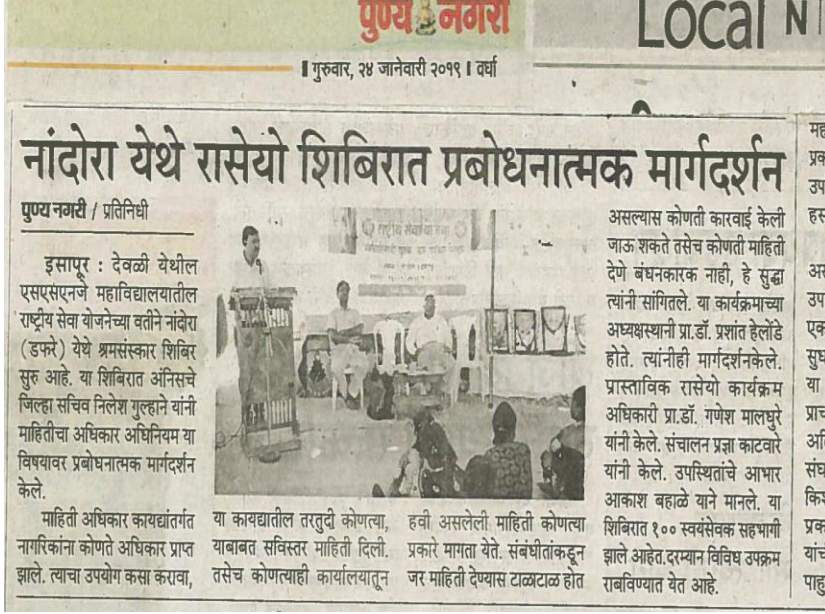 पुण्य नगरी
Local N
गुरुवार, २४ जानेवारी २०१९ | वर्धा
नांदोरा येथे रासेयो शिबिरात प्रबोधनात्मक मार्गदर्शन
पुण्य नगरी / प्रतिनिधी
इसापूर : देवळी येथील
एसएसएनजे महाविद्यालयातील
राष्ट्रीय सेवा योजनेच्या वतीने नांदोरा
(डफरे) येथे श्रमसंस्कार शिबिर
सुरु आहे. या शिबिरात अंनिसचे
जिल्हा सचिव निलेश गुल्हाने यांनी
माहितीचा अधिकार अधिनियम या
विषयावर प्रबोधनात्मक मार्गदर्शन
केले.
माहिती अधिकार कायद्यांतर्गत
नागरिकांना कोणते अधिकार प्राप्त
झाले. त्याचा उपयोग कसा करावा,
या कायद्यातील तरतुदी कोणत्या,
याबाबत सविस्तर माहिती दिली.
तसेच कोणत्याही कार्यालयातून
हवी असलेली माहिती कोणत्या
प्रकारे मागता येते. संबंधीतांकडून
जर माहिती देण्यास टाळाटाळ होत
असल्यास कोणती कारवाई केली
जाऊ शकते तसेच कोणती माहिती
देणे बंधनकारक नाही, हे सुद्धा
त्यांनी सांगितले. या कार्यक्रमाच्या
अध्यक्षस्थानी प्रा.डॉ. प्रशांत हेलोंडे
होते. त्यांनीही मार्गदर्शनकेले.
प्रास्ताविक रासेयो कार्यक्रम
अधिकारी प्रा.डॉ. गणेश मालधुरे
यांनी केले. संचालन प्रज्ञा काटवारे
यांनी केले. उपस्थितांचे आभार
आकाश बहाळे याने मानले. या
शिबिरात १०० स्वयंसेवक सहभागी
झाले आहेत.दरम्यान विविध उपक्रम
राबविण्यात येत आहे.
राष्ट्रीय सेवा